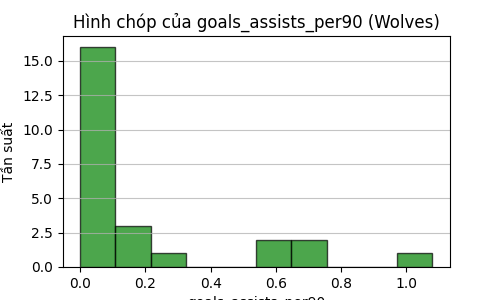 Hình chóp của goals_assists_per90 (Wolves)
Tần suất
15.0
12.5
10.0
7.5
5.0
2.5
0.0
0.0 0.2 0.4 0.6 0.8 1.0
goals_assists_per90